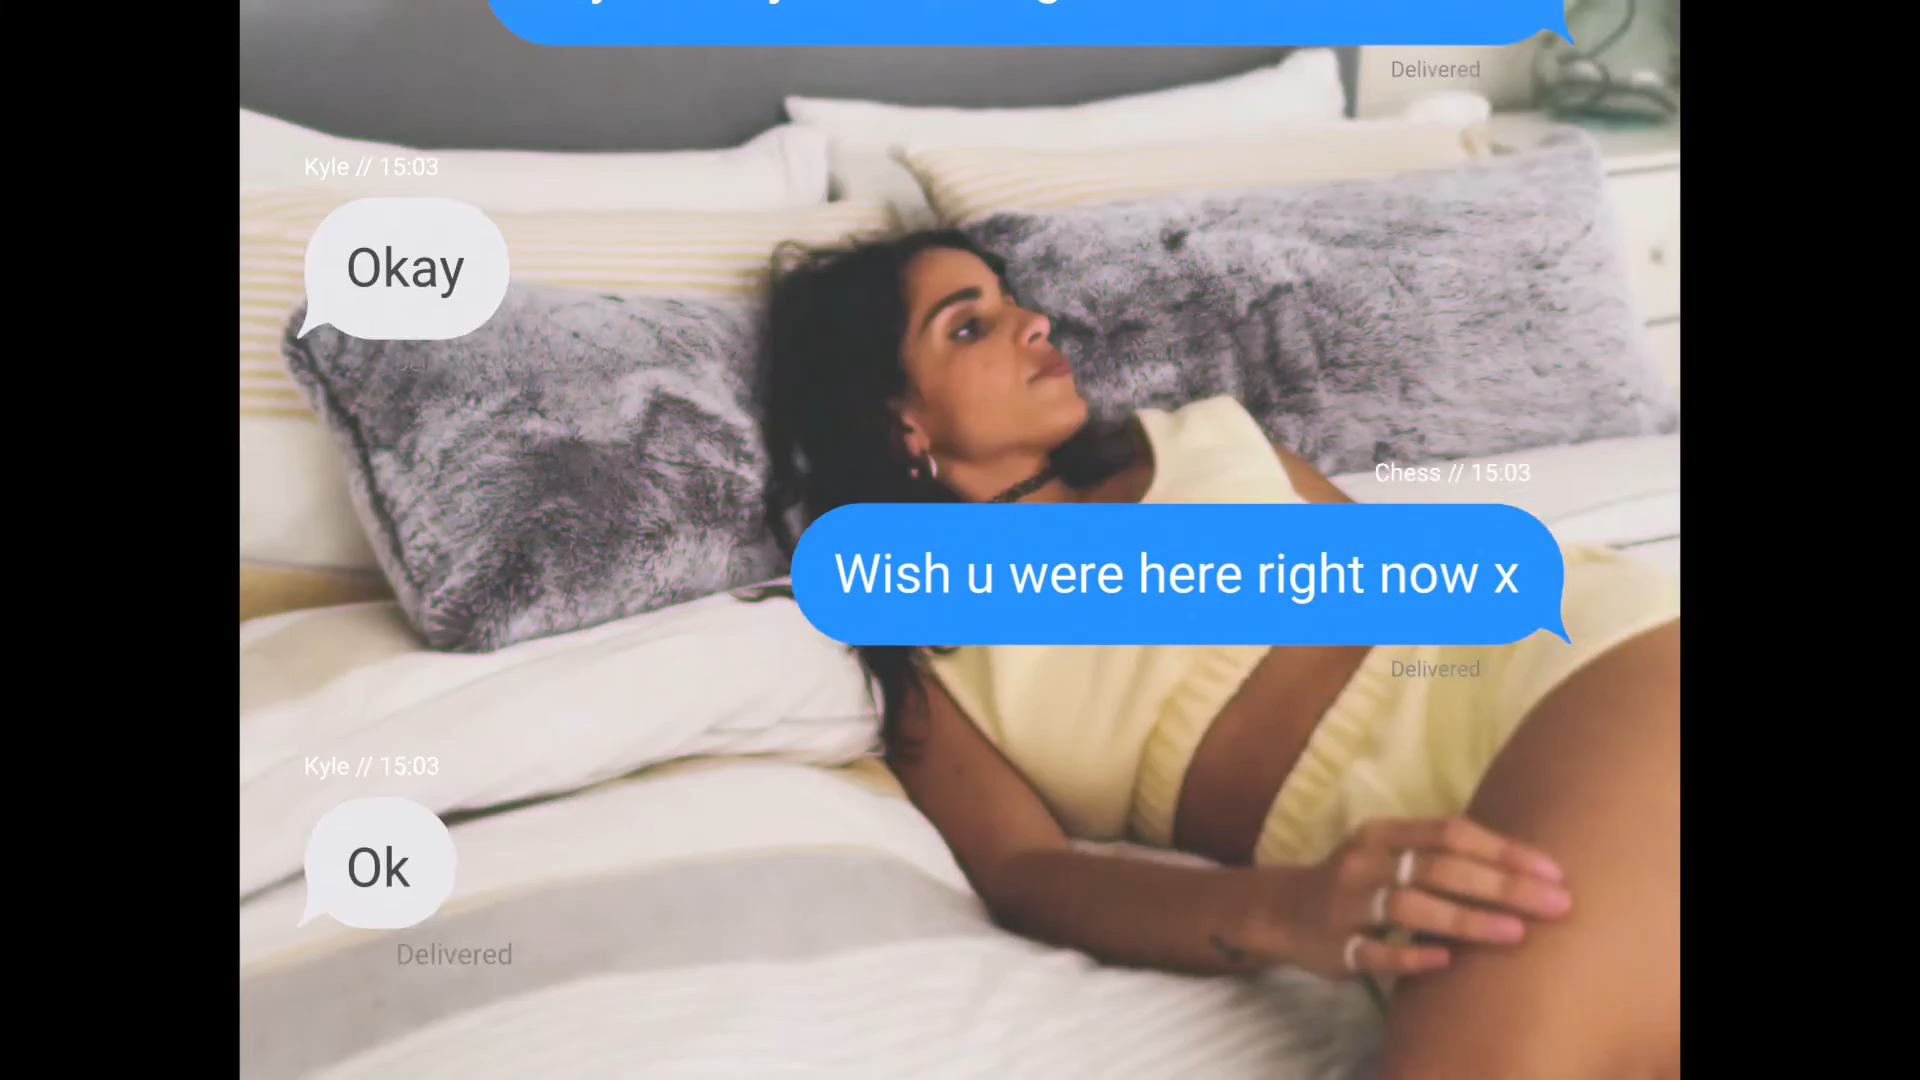 Delivered
Kyle // 15:03
Okay
Chess // 15:03
Wish u were here right now x
Delivered
Kyle // 15:03
Ok
Delivered